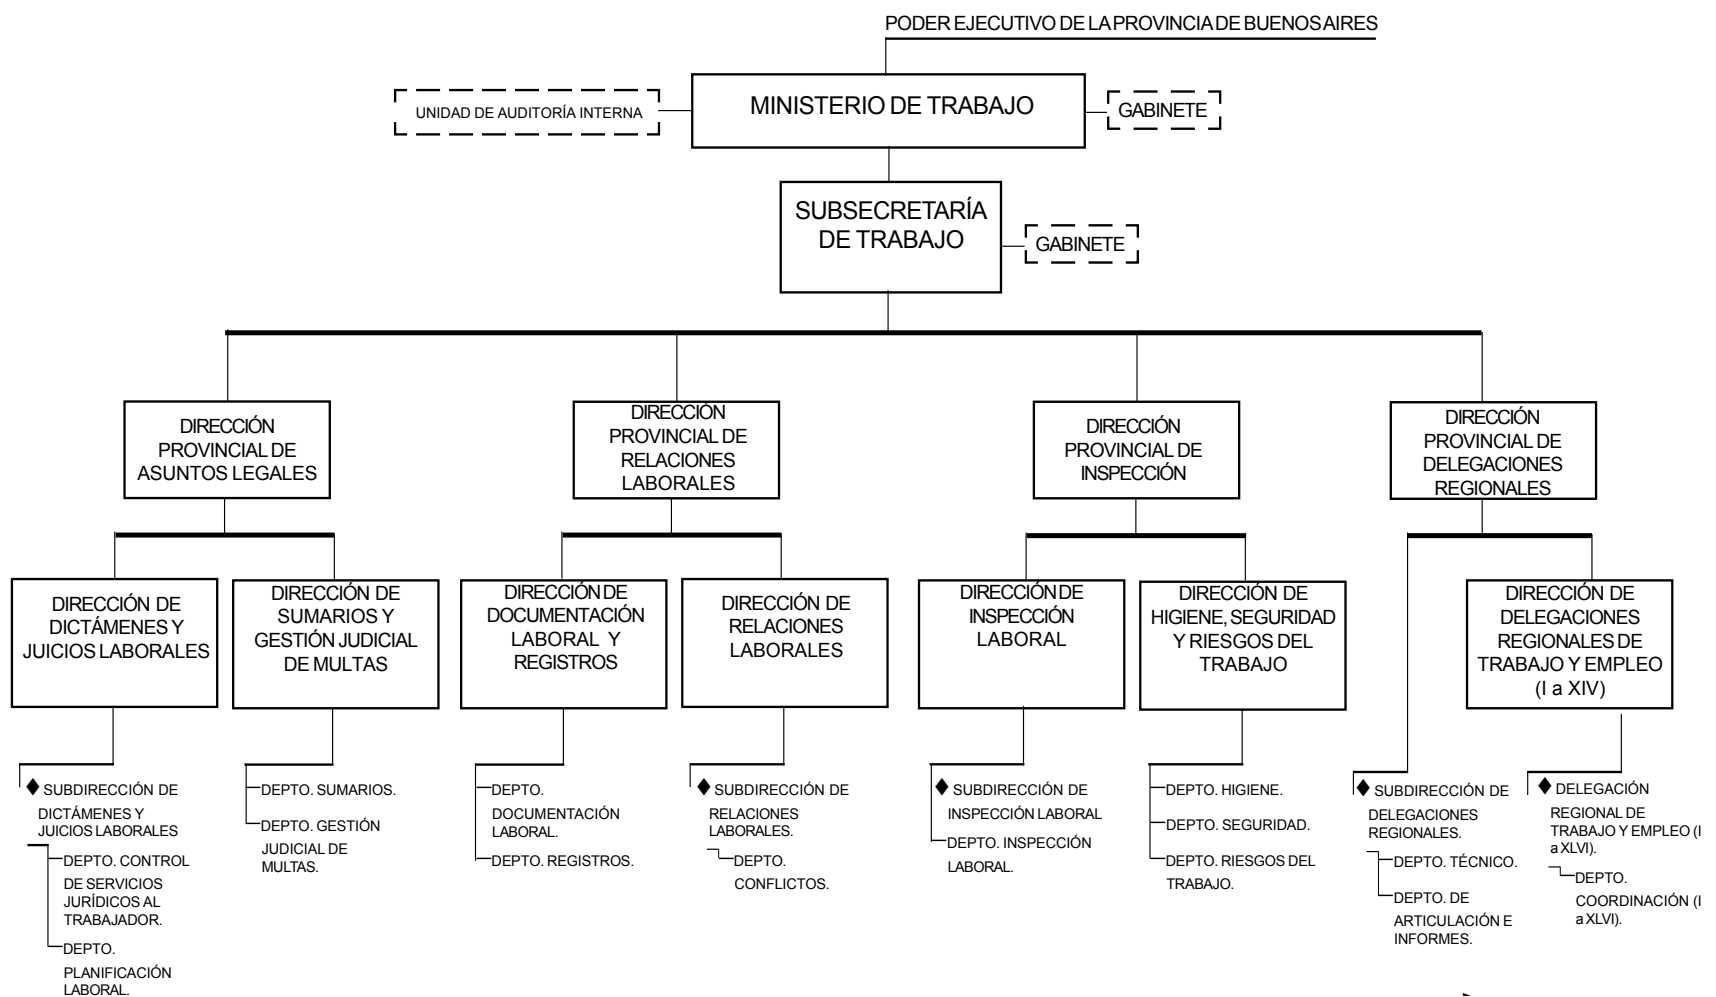 PODER EJECUTIVO DE LA PROVINCIA DE BUENOS AIRES
UNIDAD DE AUDITORÍA INTERNA
MINISTERIO DE TRABAJO
GABINETE
SUBSECRETARÍA
DE TRABAJO
GABINETE
DIRECCIÓN
PROVINCIAL DE
ASUNTOS LEGALES
DIRECCIÓN
PROVINCIAL DE
RELACIONES
LABORALES
DIRECCIÓN
PROVINCIAL DE
INSPECCIÓN
DIRECCIÓN
PROVINCIAL DE
DELEGACIONES
REGIONALES
DIRECCIÓN DE
DICTÁMENES Y
JUICIOS LABORALES
DIRECCIÓN DE
SUMARIOS Y
GESTIÓN JUDICIAL
DE MULTAS
DIRECCIÓN DE
DOCUMENTACIÓN
LABORAL Y
REGISTROS
DIRECCIÓN DE
RELACIONES
LABORALES
DIRECCIÓN DE
INSPECCIÓN
LABORAL
DIRECCIÓN DE
HIGIENE, SEGURIDAD
Y RIESGOS DEL
TRABAJO
DIRECCIÓN DE
DELEGACIONES
REGIONALES DE
TRABAJO Y EMPLEO
(I a XIV)
SUBDIRECCIÓN DE
DICTÁMENES Y
JUICIOS LABORALES
DEPTO. CONTROL
DE SERVICIOS
JURÍDICOS AL
TRABAJADOR.
DEPTO.
PLANIFICACIÓN
LABORAL.
DEPTO. SUMARIOS.
DEPTO. GESTIÓN
JUDICIAL DE
MULTAS.
DEPTO.
DOCUMENTACIÓN
LABORAL.
DEPTO. REGISTROS.
SUBDIRECCIÓN DE
RELACIONES
LABORALES.
DEPTO.
CONFLICTOS.
SUBDIRECCIÓN DE
INSPECCIÓN LABORAL
DEPTO. INSPECCIÓN
LABORAL.
DEPTO. HIGIENE.
DEPTO. SEGURIDAD.
DEPTO. RIESGOS DEL
TRABAJO.
SUBDIRECCIÓN DE
DELEGACIONES
REGIONALES.
DEPTO. TÉCNICO.
DEPTO. DE
ARTICULACIÓN E
INFORMES.
DELEGACIÓN
REGIONAL DE
TRABAJO Y EMPLEO (I
a XLVI).
DEPTO.
COORDINACIÓN (I
a XLVI).